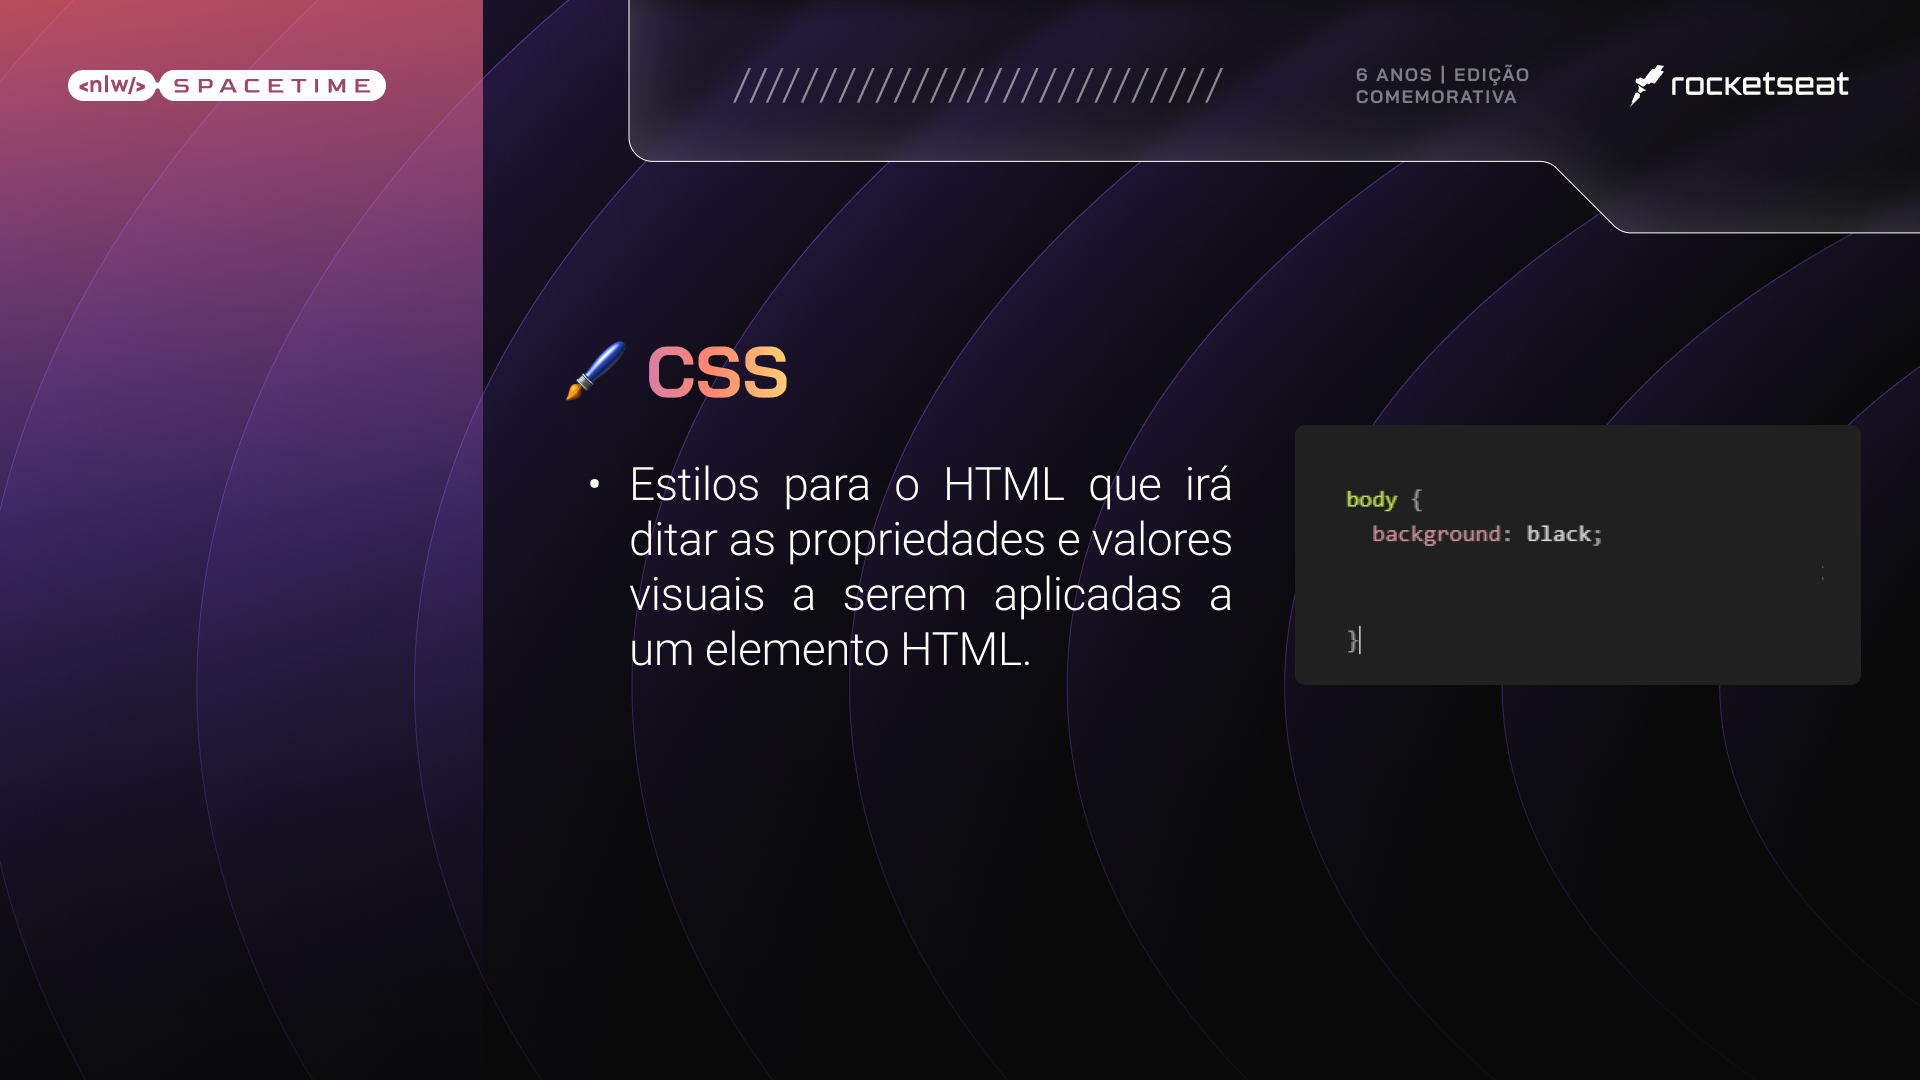 <nlw/> SPACETIME
6 ANOS | EDIÇÃO
COMEMORATIVA
rocketseat
CSS
• Estilos para o HTML que irá
ditar as propriedades e valores
visuais a serem aplicadas a
um elemento HTML.
body {
background: black;
}